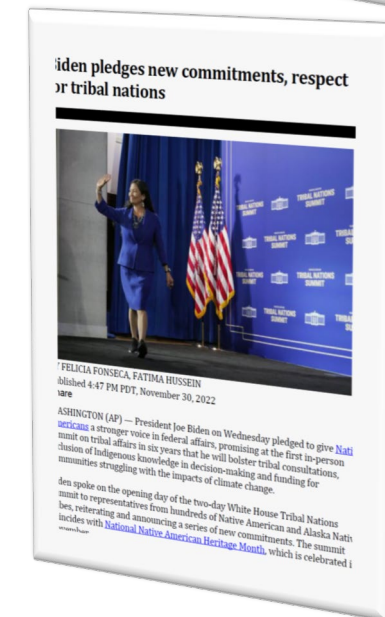 iden pledges new commitments, respect
or tribal nations
TRIBAL NATIONS
SUMMIT
TRIBAL NATIONS
SUMMIT
TRIBAL NATIONS
SUMMIT
TRIBAL NATIONS
SUMMIT
FELICIA FONSECA, FATIMA HUSSEIN
blished 4:47 PM PDT, November 30, 2022
are
ASHINGTON (AP) — President Joe Biden on Wednesday pledged to give Nati
mericans a stronger voice in federal affairs, promising at the first in-person
mmit on tribal affairs in six years that he will bolster tribal consultations,
clusion of Indigenous knowledge in decision-making and funding for
mmunities struggling with the impacts of climate change.
den spoke on the opening day of the two-day White House Tribal Nations
mmit to representatives from hundreds of Native American and Alaska Nativ
bes, reiterating and announcing a series of new commitments. The summit
incides with National Native American Heritage Month, which is celebrated i